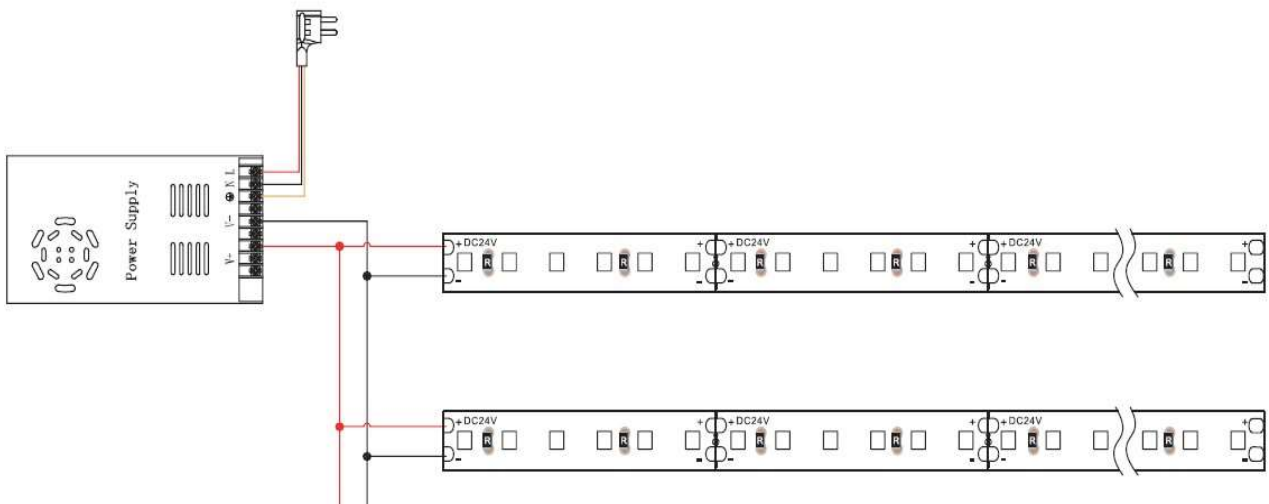 Power Supply
L
N
V-
V-
+DC24V
+
+DC24V
+
+DC24V
+
-
-
-
-
-
-
R
R
R
R
R
R
+DC24V
+
+DC24V
+
+DC24V
+
R
R
R
R
R
R
-
-
-
-
-
-